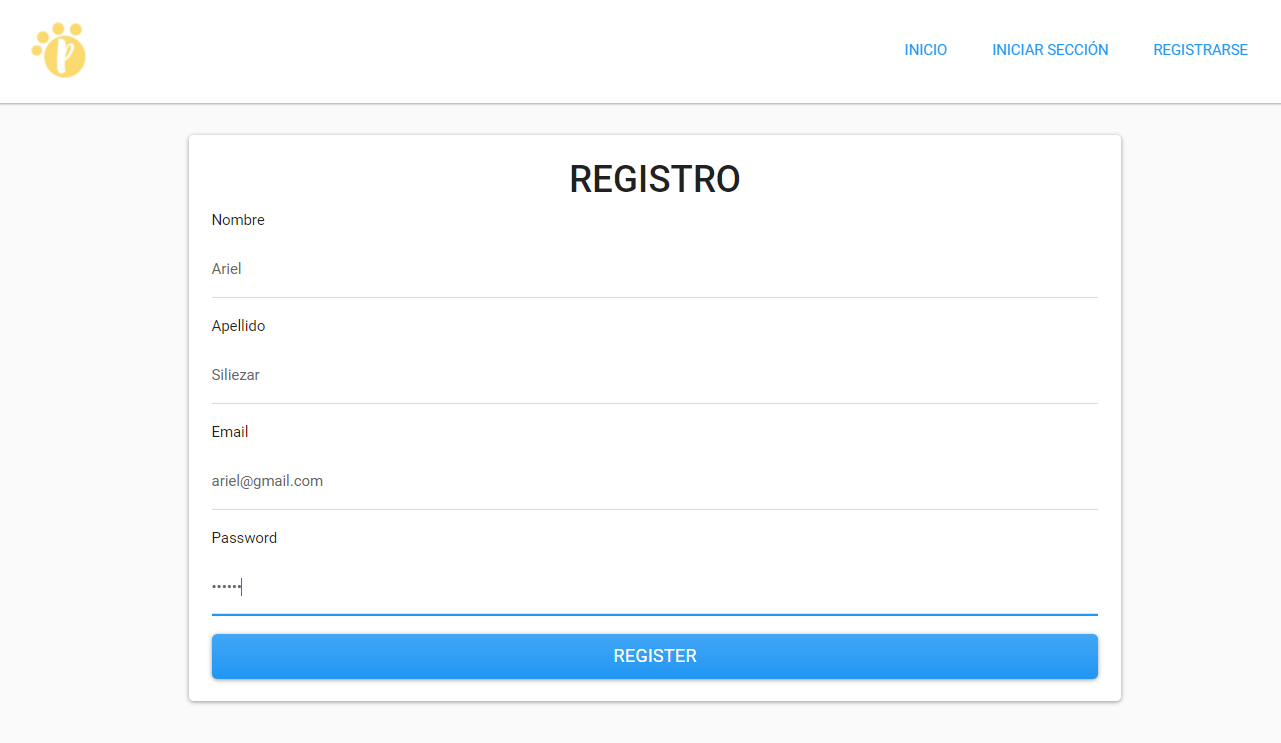 p
INICIO INICIAR SECCIÓN REGISTRARSE
REGISTRO
Nombre
Ariel
Apellido
Siliezar
Email
ariel@gmail.com
Password
••••••
REGISTER